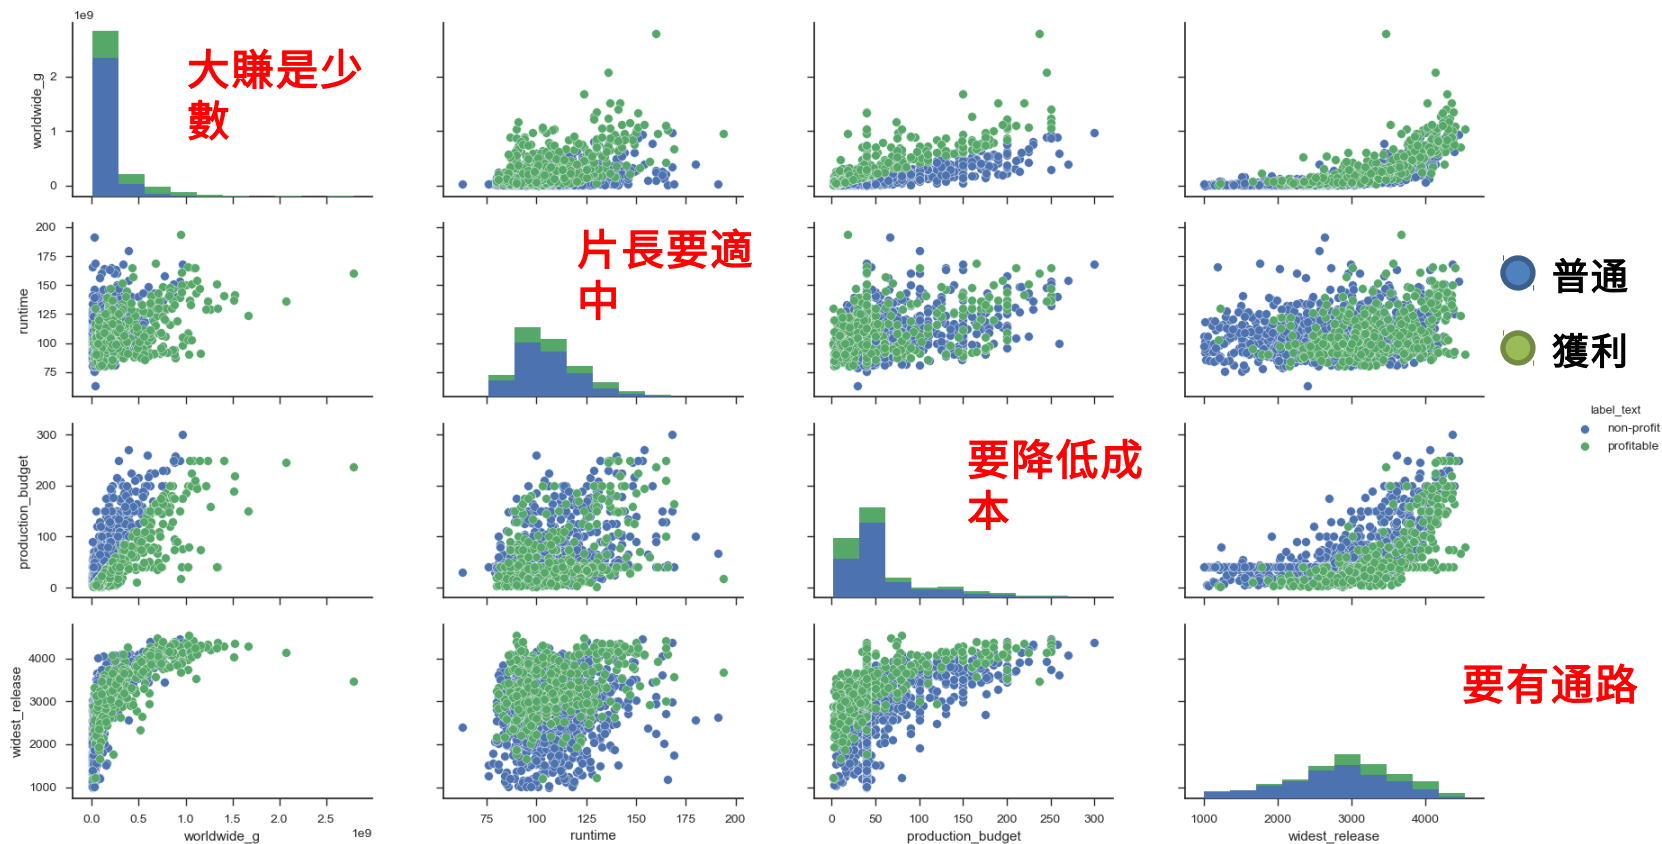 1e9
worldwide_g
2
1
0
大賺是少
數
runtime
200
175
150
125
100
75
片長要適
中
普通
獲利
label_text
non-profit
profitable
production_budget
300
200
100
0
要降低成
本
widest_release
4000
3000
2000
1000
要有通路
0.0 0.5 1.0 1.5 2.0 2.5
1e9
worldwide_g
75 100 125 150 175 200
runtime
0 50 100 150 200 250 300
production_budget
1000 2000 3000 4000
widest_release